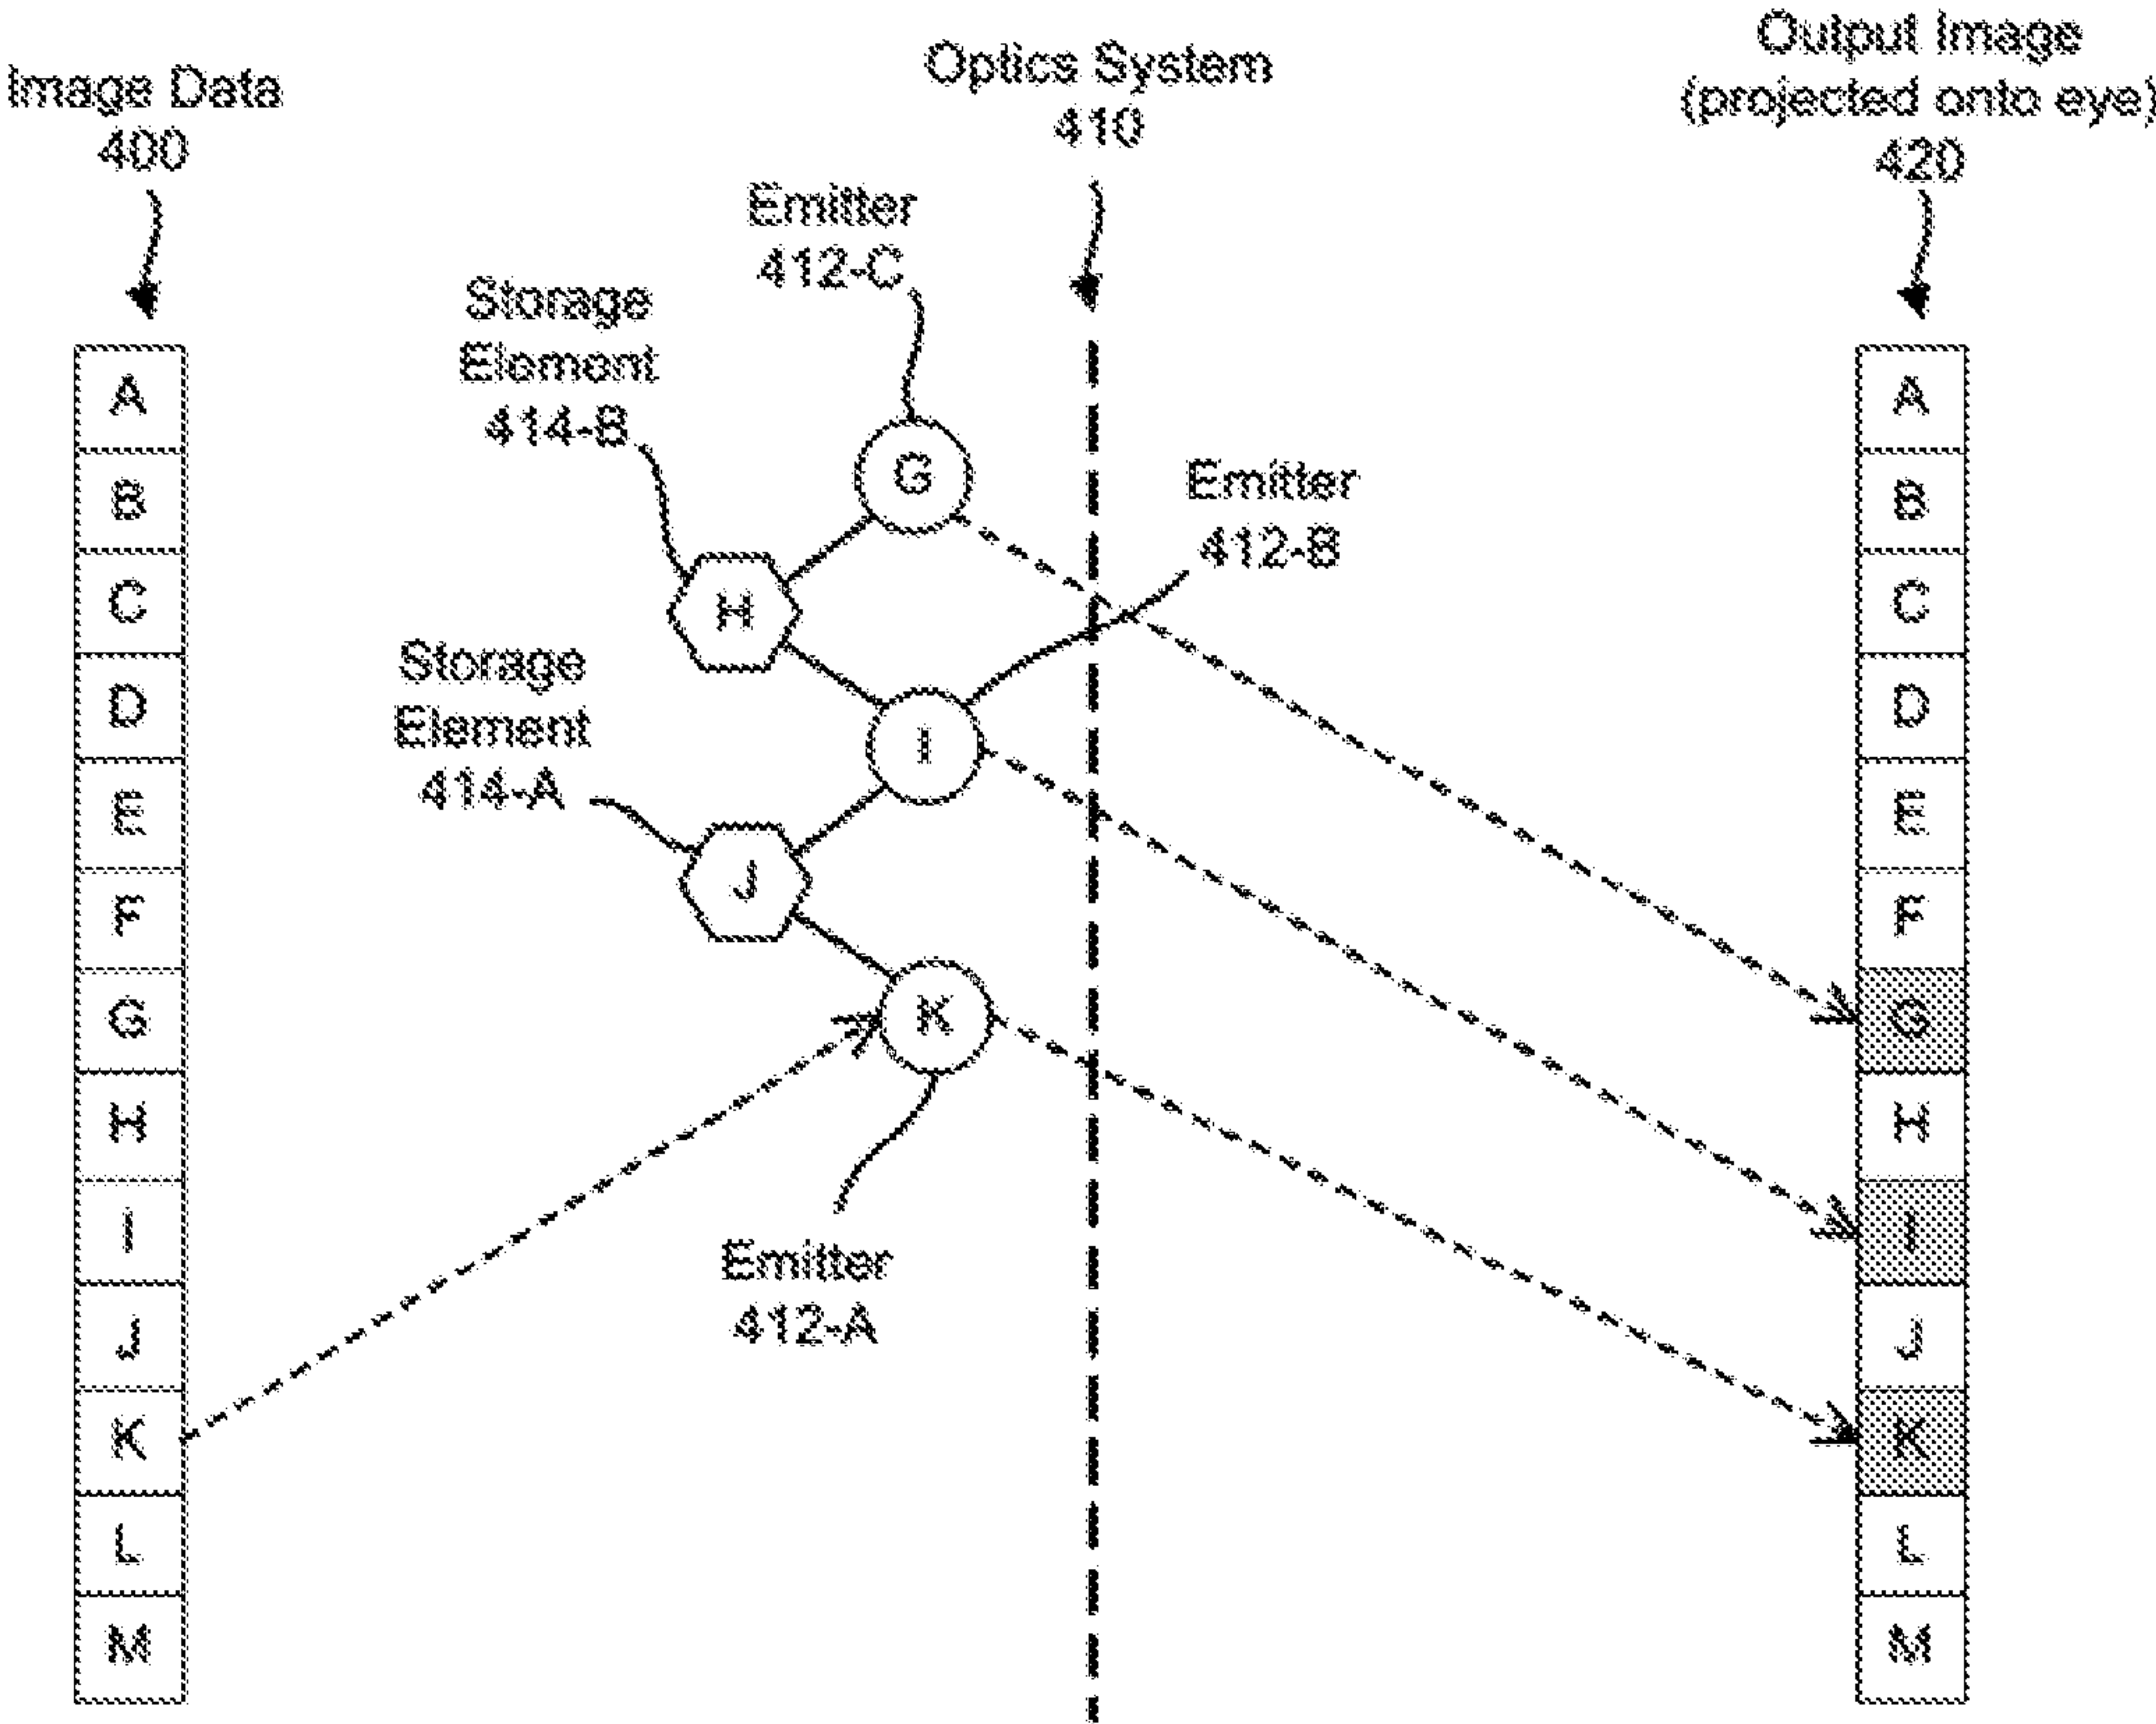 Image Data
400
A
B
C
D
E
F
G
H
I
J
K
L
M
Optics System
410
Emitter
412-C
Storage
Element
414-B
G
Emitter
412-B
H
Storage
Element
414-A
I
J
K
Emitter
412-A
Output Image
(projected onto eye)
420
A
B
C
D
E
F
G
H
I
J
K
L
M